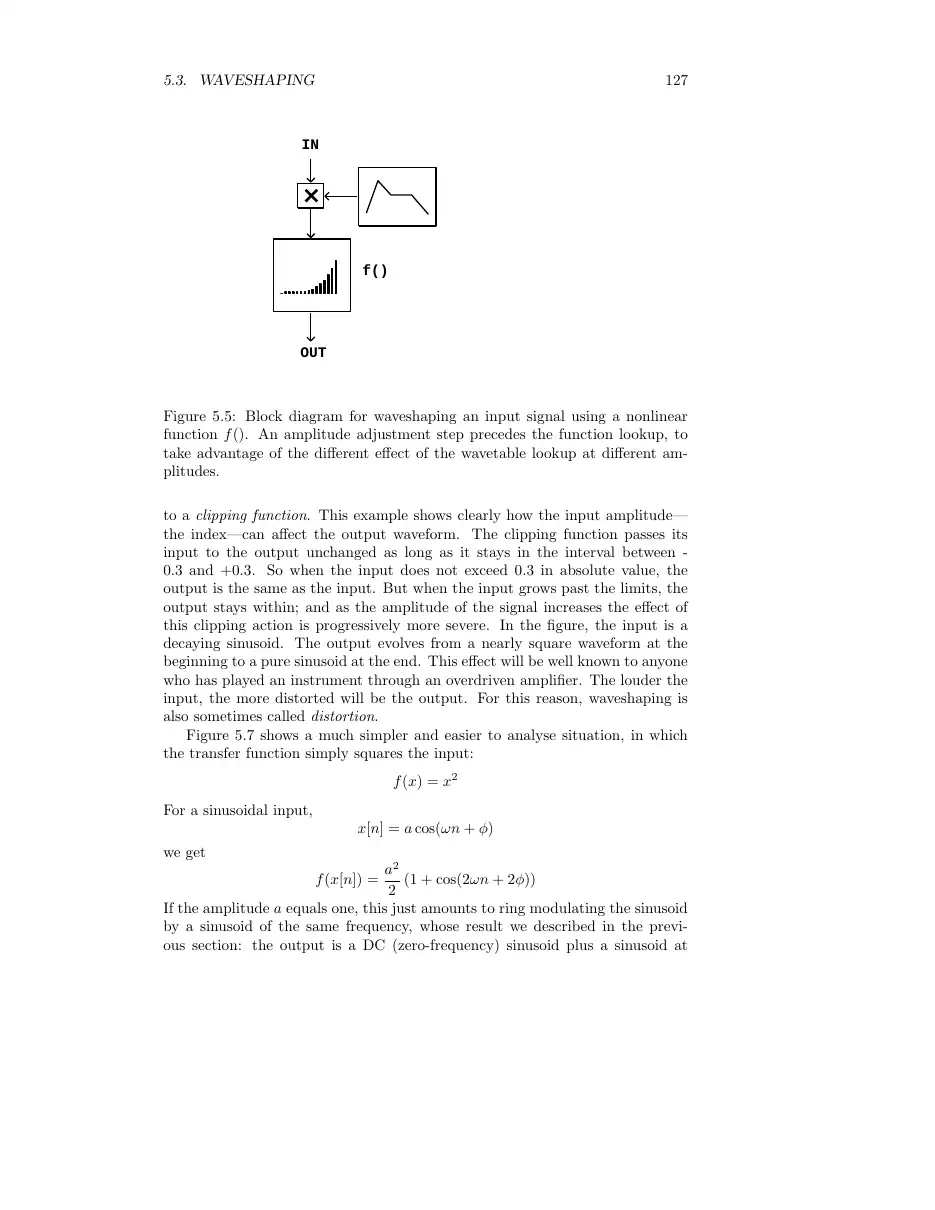 5.3. WAVESHAPING 127
IN
×
f()
OUT
Figure 5.5: Block diagram for waveshaping an input signal using a nonlinear
function f(). An amplitude adjustment step precedes the function lookup, to
take advantage of the different effect of the wavetable lookup at different am-
plitudes.
to a clipping function. This example shows clearly how the input amplitude—
the index—can affect the output waveform. The clipping function passes its
input to the output unchanged as long as it stays in the interval between -
0.3 and +0.3. So when the input does not exceed 0.3 in absolute value, the
output is the same as the input. But when the input grows past the limits, the
output stays within; and as the amplitude of the signal increases the effect of
this clipping action is progressively more severe. In the figure, the input is a
decaying sinusoid. The output evolves from a nearly square waveform at the
beginning to a pure sinusoid at the end. This effect will be well known to anyone
who has played an instrument through an overdriven amplifier. The louder the
input, the more distorted will be the output. For this reason, waveshaping is
also sometimes called distortion.
Figure 5.7 shows a much simpler and easier to analyse situation, in which
the transfer function simply squares the input:
f(x) = x²
For a sinusoidal input,
x[n] = a cos(ωn + φ)
we get
f(x[n]) = a²/2 (1 + cos(2ωn + 2φ))
If the amplitude a equals one, this just amounts to ring modulating the sinusoid
by a sinusoid of the same frequency, whose result we described in the previ-
ous section: the output is a DC (zero-frequency) sinusoid plus a sinusoid at